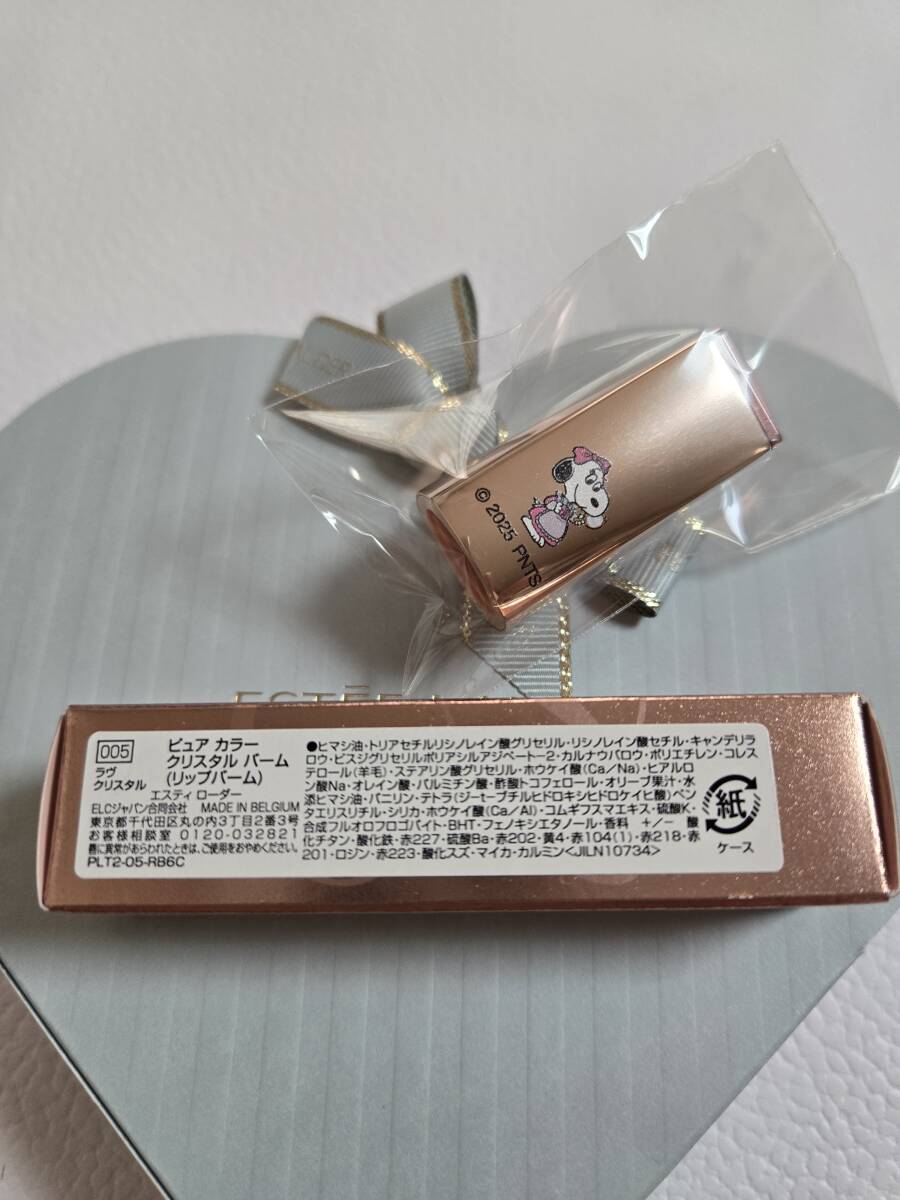 © 2025 PNTS
005
ラヴ
クリスタル
ピュア カラー
クリスタル バーム
(リップバーム)
エスティ ローダー
ELCジャパン合同会社 MADE IN BELGIUM
東京都千代田区丸の内3丁目2番3号
お客様相談室 0120-032821
唇に異常があらわれたときは、ご使用をおやめください。
PLT2-05-RB6C
●ヒマシ油・トリアセチルリシノレイン酸グリセリル・リシノレイン酸セチル・キャンデリラ
ロウ・ビスジグリセリルポリアシルアジペート-2・カルナウバロウ・ポリエチレン・コレス
テロール(羊毛)・ステアリン酸グリセリル・ホウケイ酸(Ca/Na)・ヒアルロ
ン酸Na・オレイン酸・パルミチン酸・酢酸トコフェロール・オリーブ果汁・水
添ヒマシ油・バニリン・テトラ(ジ-t-ブチルヒドロキシヒドロケイヒ酸)ペン
タエリスリチル・シリカ・ホウケイ酸(Ca/Al)・コムギフスマエキス・硫酸K・
合成フルオロフロゴパイト・BHT・フェノキシエタノール・香料 +/- 酸
化チタン・酸化鉄・赤227・硫酸Ba・赤202・黄4・赤104(1)・赤218・赤
201・ロジン・赤223・酸化スズ・マイカ・カルミン<JILN10734>
紙
ケース